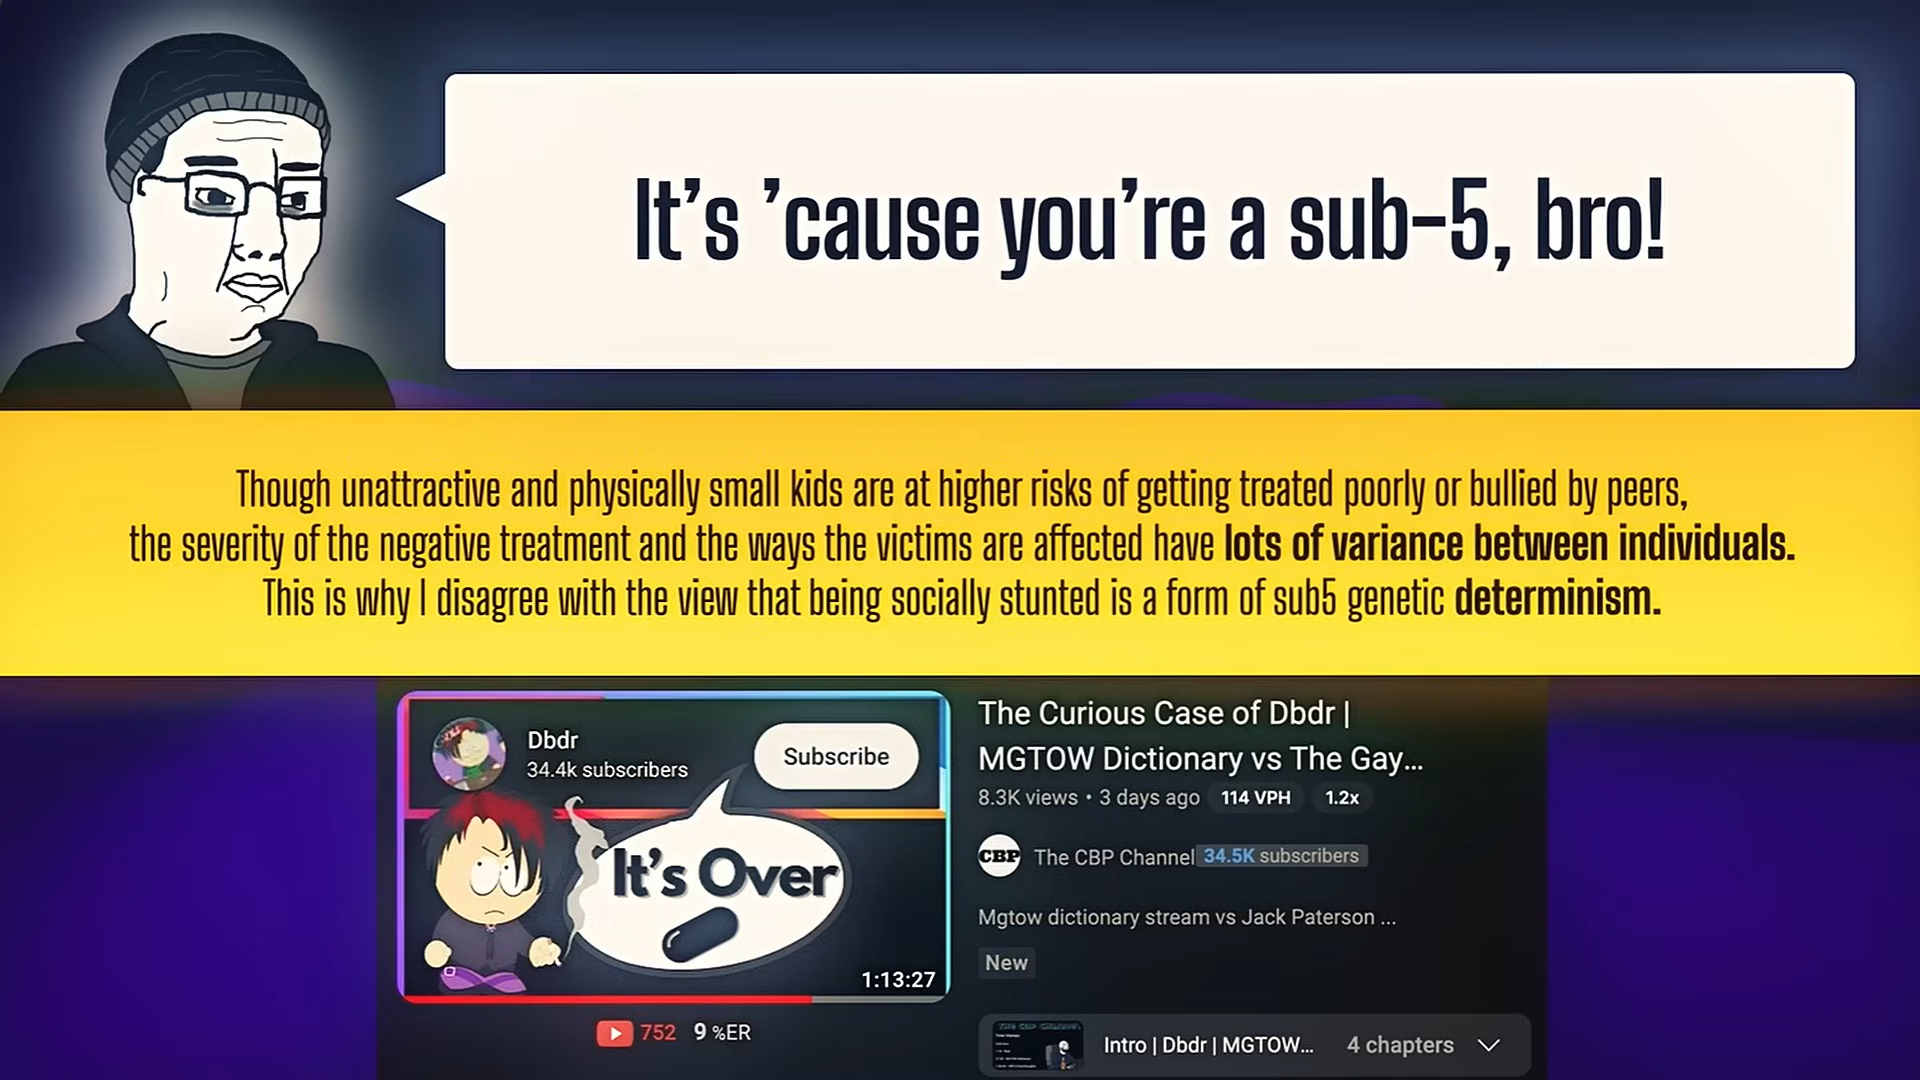 It's 'cause you're a sub-5, bro!
Though unattractive and physically small kids are at higher risks of getting treated poorly or bullied by peers,
the severity of the negative treatment and the ways the victims are affected have lots of variance between individuals.
This is why I disagree with the view that being socially stunted is a form of sub5 genetic determinism.
Dbdr
34.4k subscribers
Subscribe
It's Over
1:13:27
752 9 %ER
The Curious Case of Dbdr |
MGTOW Dictionary vs The Gay...
8.3K views • 3 days ago 114 VPH 1.2x
CBP The CBP Channel 34.5K subscribers
Mgtow dictionary stream vs Jack Paterson ...
New
Intro | Dbdr | MGTOW... 4 chapters